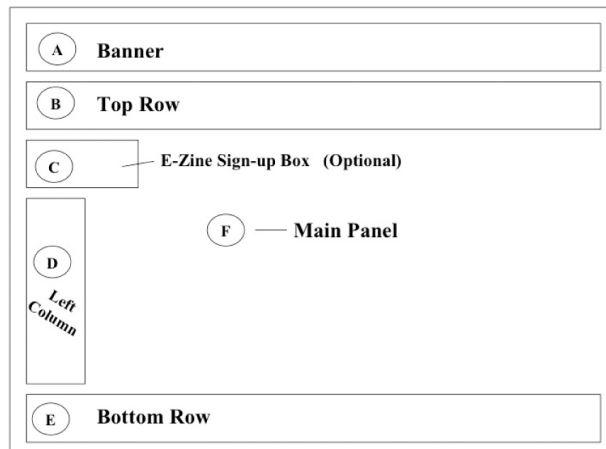 A Banner
B Top Row
C E-Zine Sign-up Box (Optional)
F Main Panel
D
Left
Column
E Bottom Row